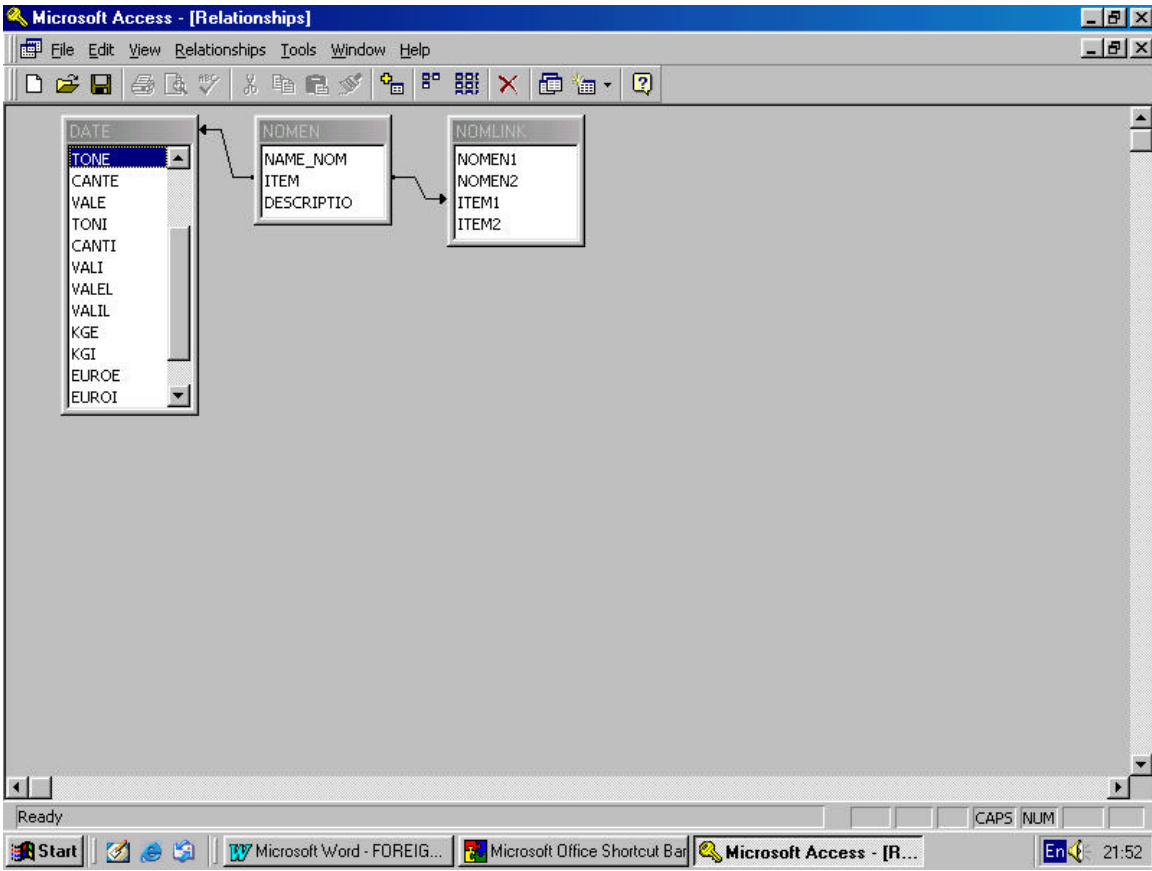 Microsoft Access - [Relationships]
File Edit View Relationships Tools Window Help
DATE
TONE
CANTE
VALE
TONI
CANTI
VALI
VALEL
VALIL
KGE
KGI
EUROE
EUROI
NOMEN
NAME_NOM
ITEM
DESCRIPTIO
NOMLINK
NOMEN1
NOMEN2
ITEM1
ITEM2
Ready CAPS NUM
Start Microsoft Word - FOREIG... Microsoft Office Shortcut Bar Microsoft Access - [R... En 21:52